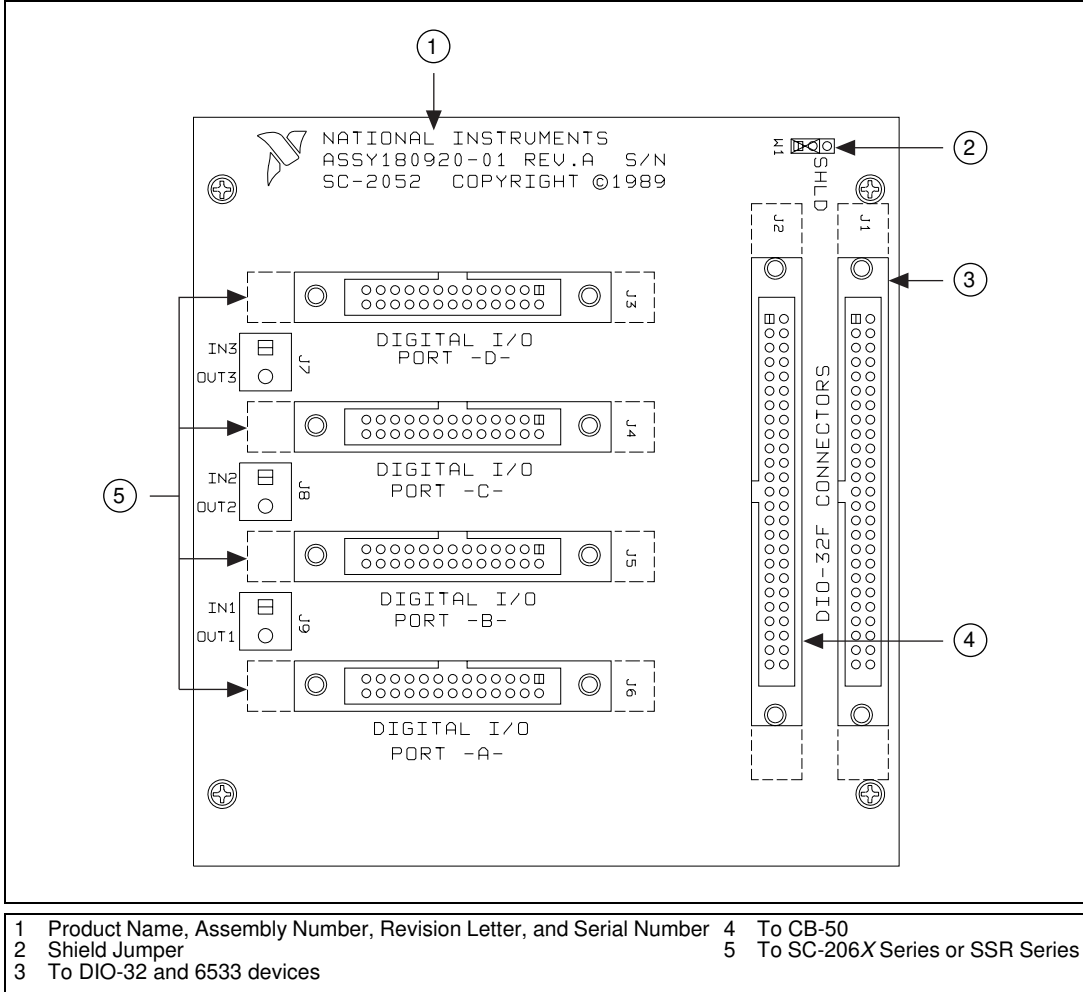 1
NATIONAL INSTRUMENTS
ASSY180920-01 REV.A S/N
SC-2052 COPYRIGHT ©1989
W1
2
SHLD
J2
J1
3
J3
DIGITAL I/O
PORT -D-
IN3
OUT3
J7
J4
DIGITAL I/O
PORT -C-
IN2
OUT2
J8
5
J5
DIGITAL I/O
PORT -B-
IN1
OUT1
J9
J6
DIGITAL I/O
PORT -A-
DIO-32F CONNECTORS
4
1 Product Name, Assembly Number, Revision Letter, and Serial Number
2 Shield Jumper
3 To DIO-32 and 6533 devices
4 To CB-50
5 To SC-206X Series or SSR Series